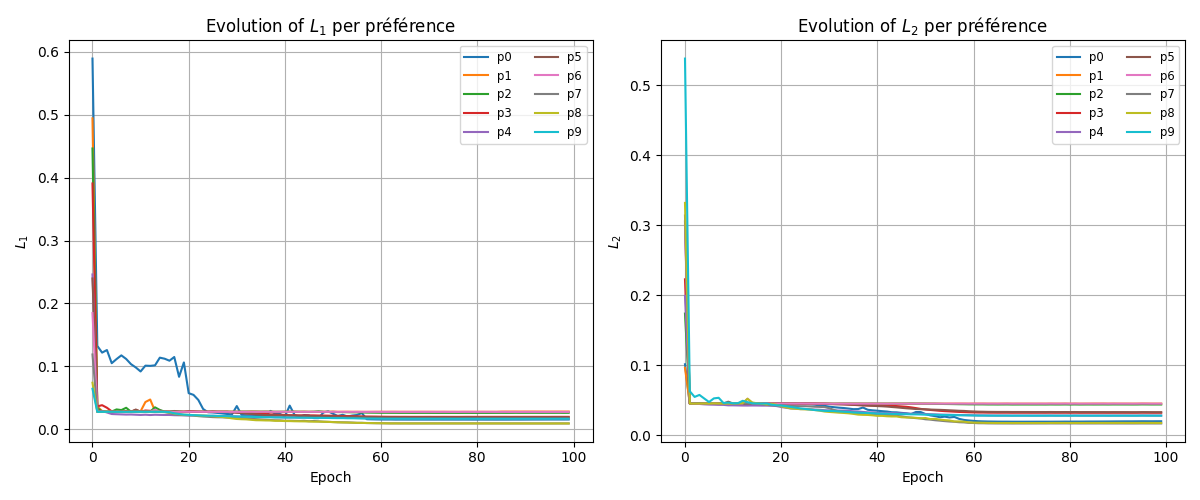 Evolution of L1 per préférence
0.6
0.5
0.4
0.3
0.2
0.1
0.0
L1
0 20 40 60 80 100
Epoch
p0 p5
p1 p6
p2 p7
p3 p8
p4 p9
Evolution of L2 per préférence
0.5
0.4
0.3
0.2
0.1
0.0
L2
0 20 40 60 80 100
Epoch
p0 p5
p1 p6
p2 p7
p3 p8
p4 p9